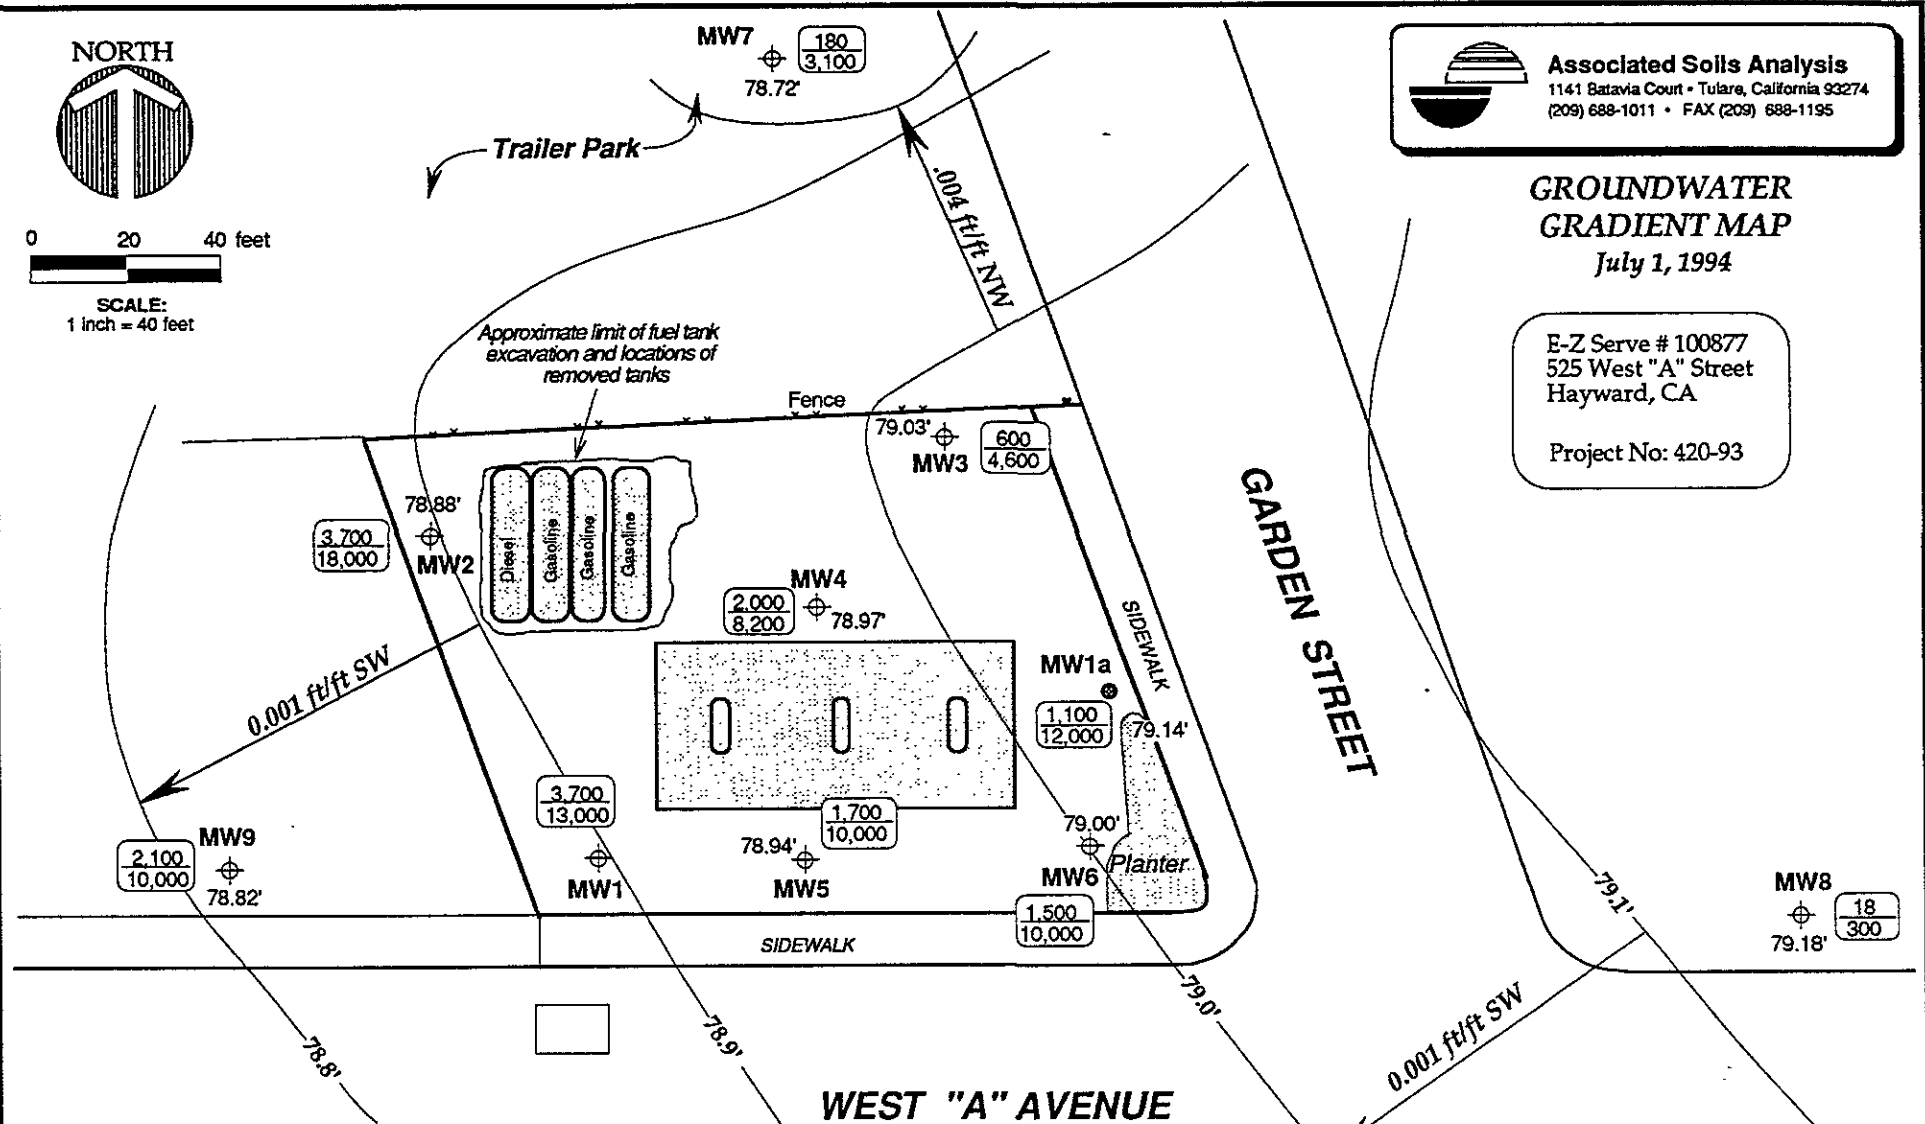 NORTH
0 20 40 feet
SCALE:
1 inch = 40 feet
MW7
180
3,100
78.72'
Trailer Park
.004 ft/ft NW
Associated Soils Analysis
1141 Batavia Court • Tulare, California 93274
(209) 688-1011 • FAX (209) 688-1195
GROUNDWATER
GRADIENT MAP
July 1, 1994
E-Z Serve # 100877
525 West "A" Street
Hayward, CA
Project No: 420-93
Approximate limit of fuel tank
excavation and locations of
removed tanks
Fence
79.03'
MW3
600
4,600
78.88'
3,700
18,000
MW2
Diesel
Gasoline
Gasoline
Gasoline
MW4
2,000
8,200
78.97'
SIDEWALK
GARDEN STREET
MW1a
1,100
12,000
79.14'
0.001 ft/ft SW
3,700
13,000
MW1
1,700
10,000
78.94'
MW5
79.00'
MW6
Planter
1,500
10,000
MW9
2,100
10,000
78.82'
SIDEWALK
79.1'
MW8
18
300
79.18'
78.8'
78.9'
79.0'
0.001 ft/ft SW
WEST "A" AVENUE